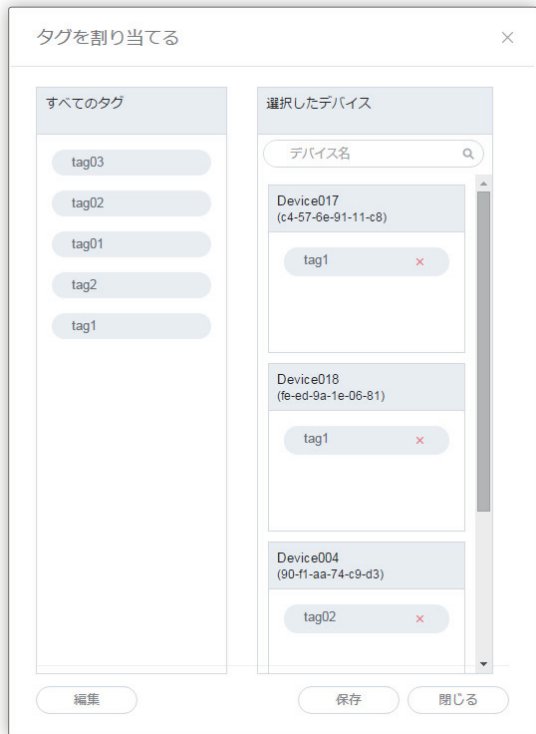 タグを割り当てる
すべてのタグ
tag03
tag02
tag01
tag2
tag1
選択したデバイス
デバイス名
Device017
(c4-57-6e-91-11-c8)
tag1
Device018
(fe-ed-9a-1e-06-81)
tag1
Device004
(90-f1-aa-74-c9-d3)
tag02
編集
保存
閉じる